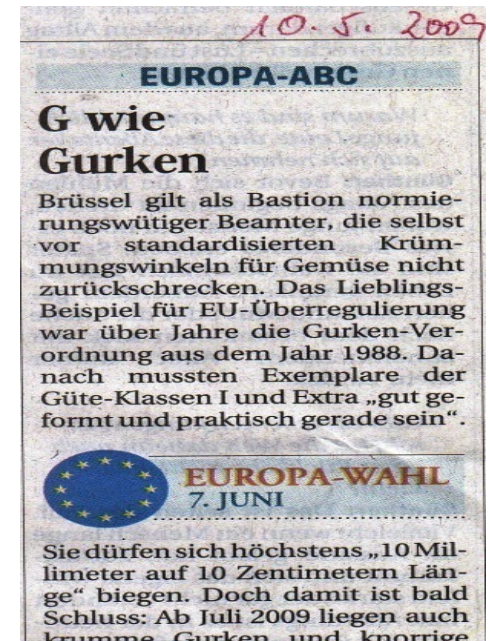 10.5. 2009
EUROPA-ABC
G wie
Gurken
Brüssel gilt als Bastion normie-
rungswütiger Beamter, die selbst
vor standardisierten Krüm-
mungswinkeln für Gemüse nicht
zurückschrecken. Das Lieblings-
Beispiel für EU-Überregulierung
war über Jahre die Gurken-Ver-
ordnung aus dem Jahr 1988. Da-
nach mussten Exemplare der
Güte-Klassen I und Extra „gut ge-
formt und praktisch gerade sein“.
EUROPA-WAHL
7. JUNI
Sie dürfen sich höchstens „10 Mil-
limeter auf 10 Zentimetern Län-
ge“ biegen. Doch damit ist bald
Schluss: Ab Juli 2009 liegen auch
krumme Gurken und knorrige